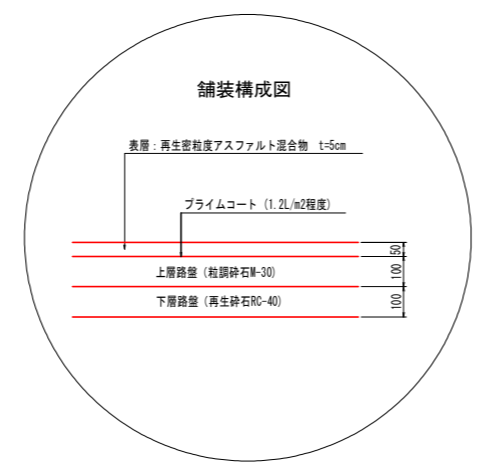 舗装構成図
表層：再生密粒度アスファルト混合物　t=5cm
プライムコート（1.2L/m2程度）
50
上層路盤（粒調砕石M-30）
100
下層路盤（再生砕石RC-40）
100